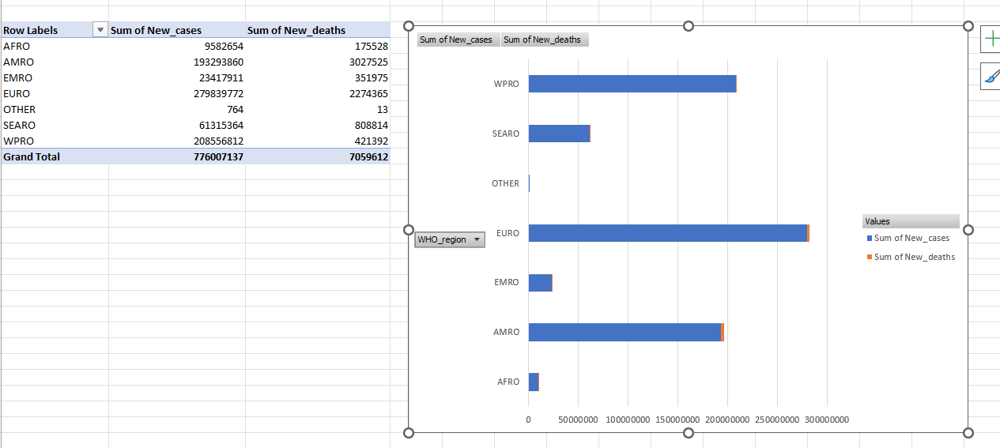 Row Labels Sum of New_cases Sum of New_deaths
AFRO 9582654 175528
AMRO 193293860 3027525
EMRO 23417911 351975
EURO 279839772 2274365
OTHER 764 13
SEARO 61315364 808814
WPRO 208556812 421392
Grand Total 776007137 7059612
Sum of New_cases Sum of New_deaths
WPRO
SEARO
OTHER
WHO_region
EURO
EMRO
AMRO
AFRO
0 50000000 100000000 150000000 200000000 250000000 300000000
Values
Sum of New_cases
Sum of New_deaths